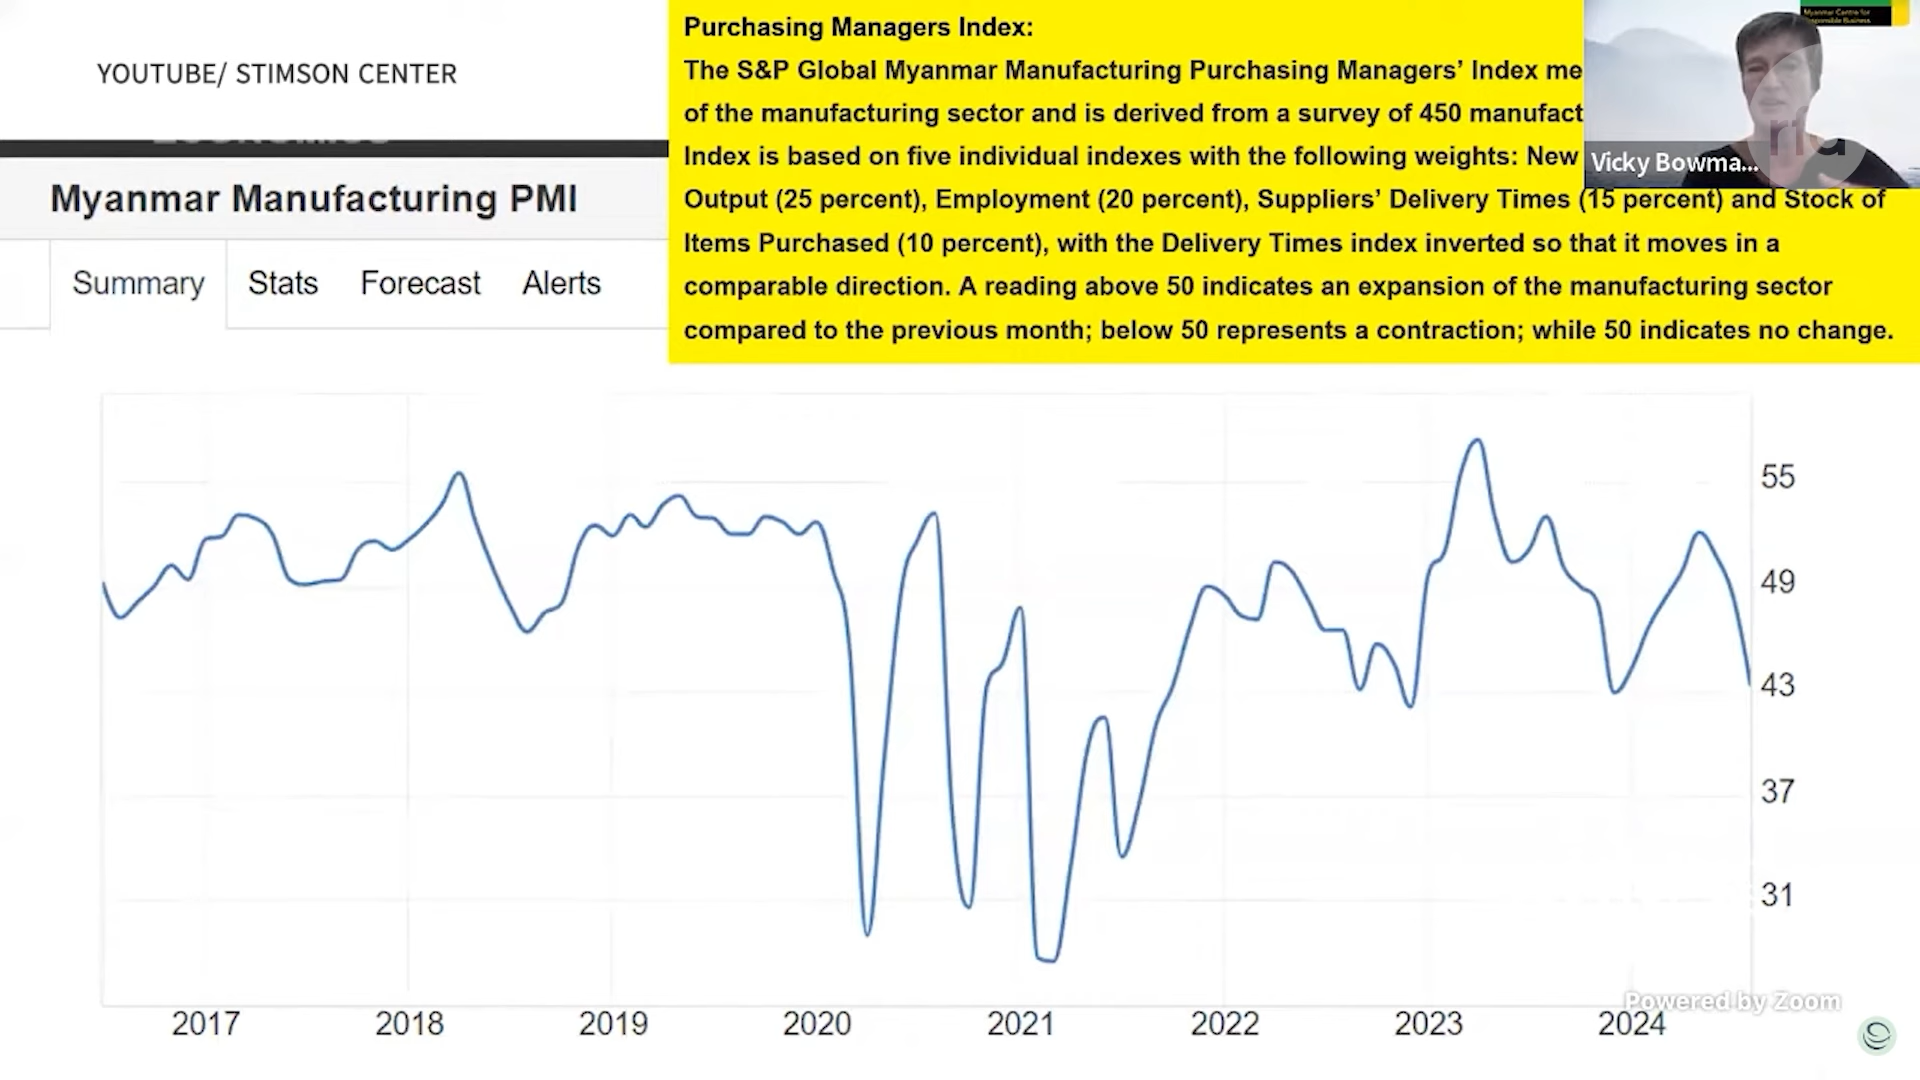 YOUTUBE/ STIMSON CENTER
Purchasing Managers Index:
The S&P Global Myanmar Manufacturing Purchasing Managers’ Index me
of the manufacturing sector and is derived from a survey of 450 manufact
Index is based on five individual indexes with the following weights: New
Output (25 percent), Employment (20 percent), Suppliers’ Delivery Times (15 percent) and Stock of
Items Purchased (10 percent), with the Delivery Times index inverted so that it moves in a
comparable direction. A reading above 50 indicates an expansion of the manufacturing sector
compared to the previous month; below 50 represents a contraction; while 50 indicates no change.
Myanmar Centre for
Responsible Business
rfa
Vicky Bowma...
Myanmar Manufacturing PMI
Summary Stats Forecast Alerts
55
49
43
37
31
2017 2018 2019 2020 2021 2022 2023 2024
Powered by Zoom